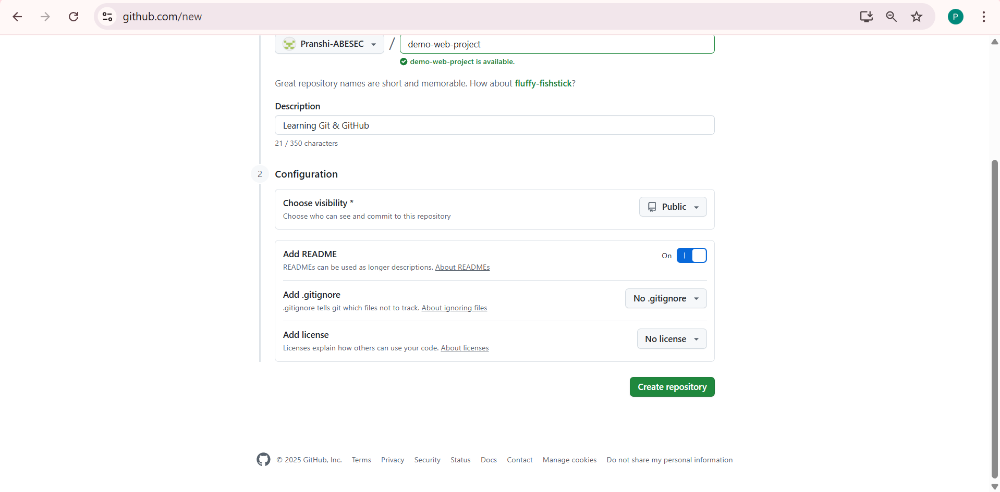 github.com/new
P
Pranshi-ABESEC / demo-web-project
demo-web-project is available.
Great repository names are short and memorable. How about fluffy-fishstick?
Description
Learning Git & GitHub
21 / 350 characters
2 Configuration
Choose visibility *
Choose who can see and commit to this repository
Public
Add README
READMEs can be used as longer descriptions. About READMEs
On
Add .gitignore
.gitignore tells git which files not to track. About ignoring files
No .gitignore
Add license
Licenses explain how others can use your code. About licenses
No license
Create repository
© 2025 GitHub, Inc. Terms Privacy Security Status Docs Contact Manage cookies Do not share my personal information